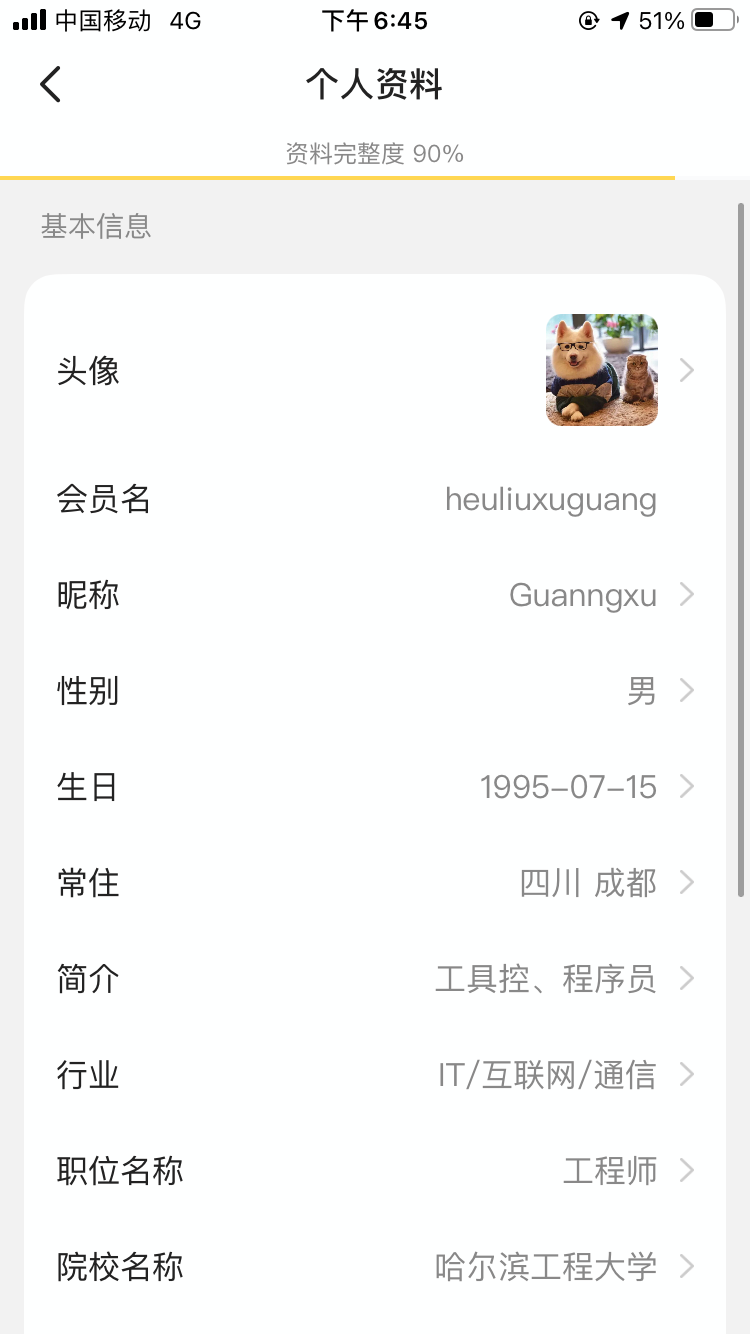 中国移动 4G 下午6:45 51%
个人资料
资料完整度 90%
基本信息
头像
会员名 heuliuxuguang
昵称 Guanngxu
性别 男
生日 1995-07-15
常住 四川 成都
简介 工具控、程序员
行业 IT/互联网/通信
职位名称 工程师
院校名称 哈尔滨工程大学